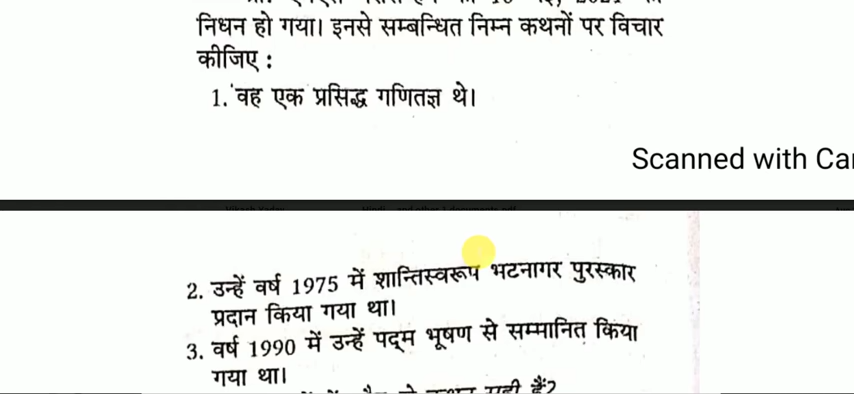 निधन हो गया। इनसे सम्बन्धित निम्न कथनों पर विचार
कीजिए :
1. वह एक प्रसिद्ध गणितज्ञ थे।
Scanned with Ca
2. उन्हें वर्ष 1975 में शान्तिस्वरूप भटनागर पुरस्कार
प्रदान किया गया था।
3. वर्ष 1990 में उन्हें पद्म भूषण से सम्मानित किया
गया था।